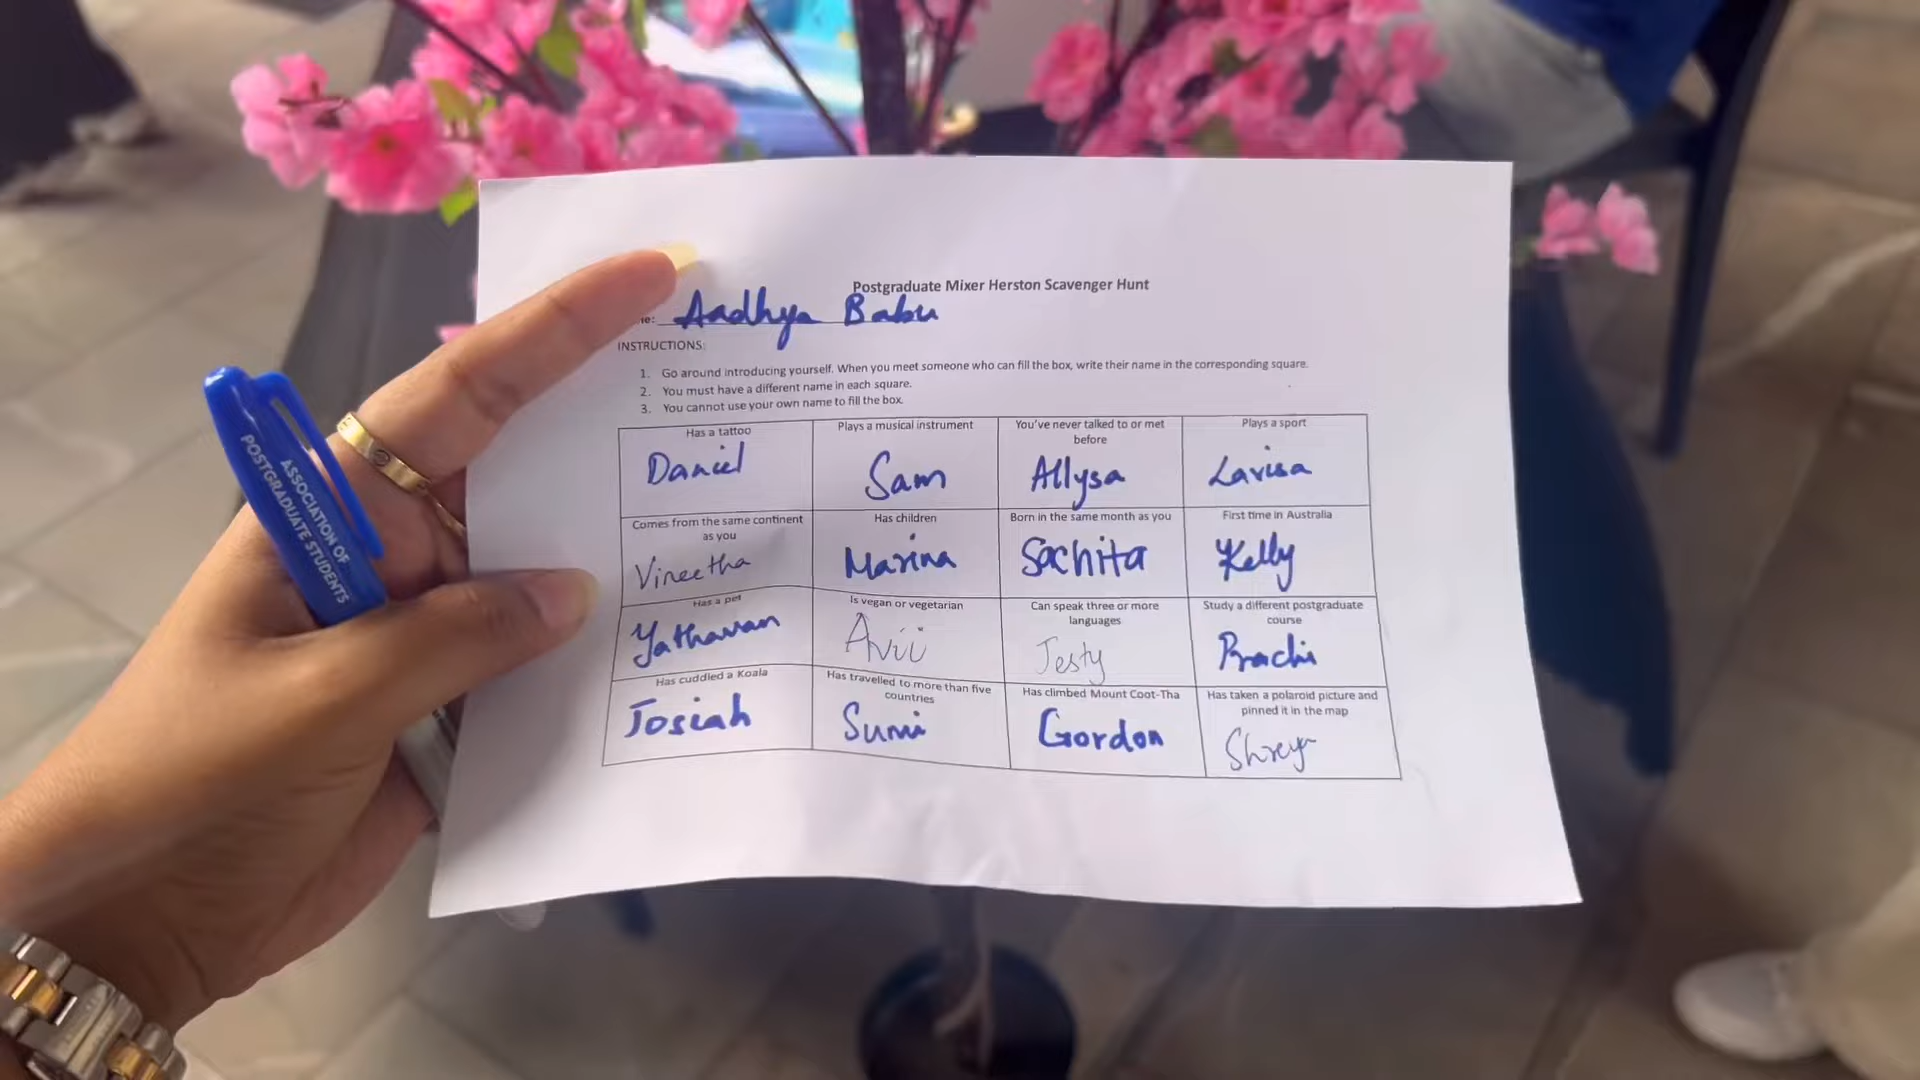 Postgraduate Mixer Herston Scavenger Hunt
Aadhya Babu
INSTRUCTIONS:
1. Go around introducing yourself. When you meet someone who can fill the box, write their name in the corresponding square.
2. You must have a different name in each square.
3. You cannot use your own name to fill the box.
Has a tattoo
Daniel
Plays a musical instrument
Sam
You've never talked to or met
before
Allysa
Plays a sport
Lavisa
Comes from the same continent
as you
Vineetha
Has children
Marina
Born in the same month as you
Sachita
First time in Australia
Kelly
Has a pet
Yathavan
Is vegan or vegetarian
Avii
Can speak three or more
languages
Jesty
Study a different postgraduate
course
Prachi
Has cuddled a Koala
Josiah
Has travelled to more than five
countries
Sumi
Has climbed Mount Coot-Tha
Gordon
Has taken a polaroid picture and
pinned it in the map
Shreya
ASSOCIATION OF
POSTGRADUATE STUDENTS